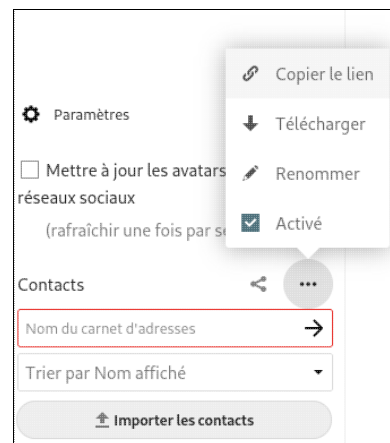 Copier le lien
Télécharger
Renommer
Activé
Paramètres
Mettre à jour les avatars
réseaux sociaux
(rafraîchir une fois par
Contacts
Nom du carnet d'adresses
Trier par Nom affiché
Importer les contacts